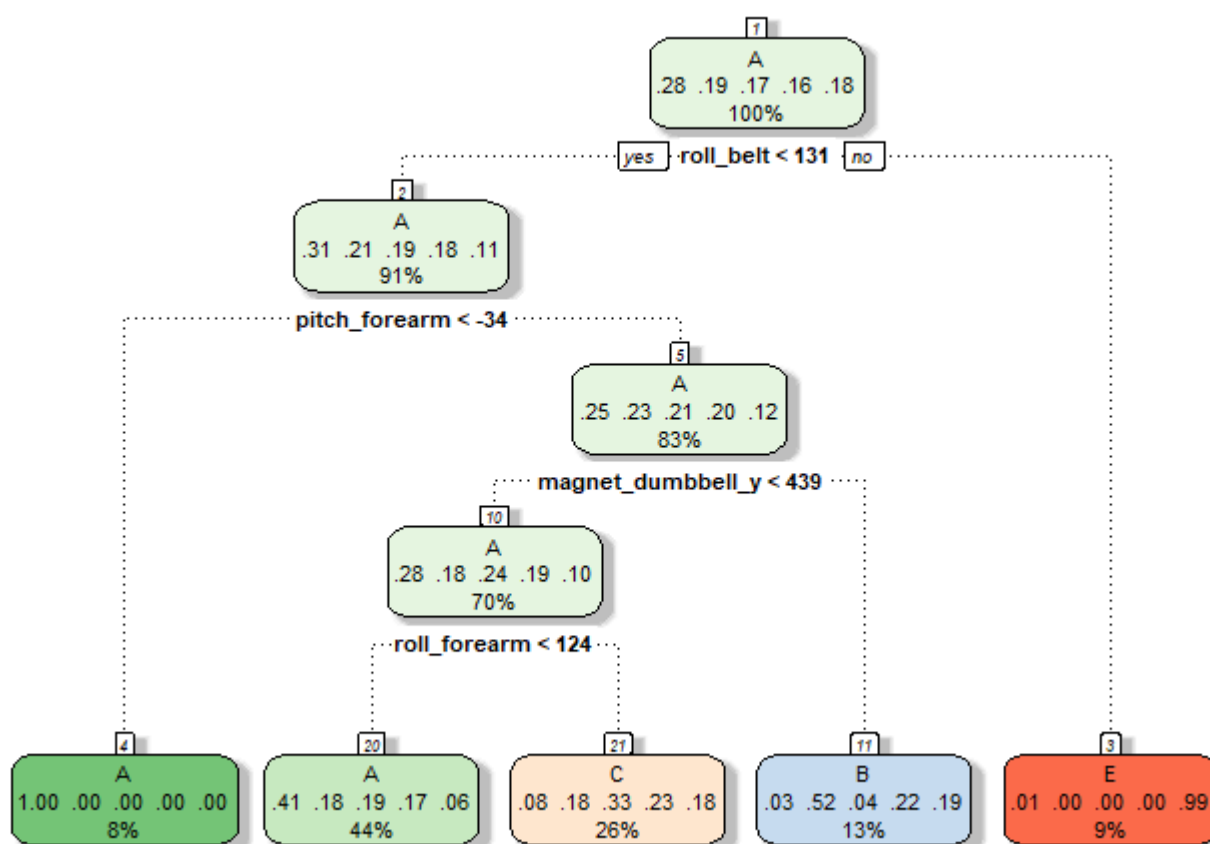 1
A
.28 .19 .17 .16 .18
100%
yes roll_belt < 131 no
2
A
.31 .21 .19 .18 .11
91%
pitch_forearm < -34
5
A
.25 .23 .21 .20 .12
83%
magnet_dumbbell_y < 439
10
A
.28 .18 .24 .19 .10
70%
roll_forearm < 124
4
A
1.00 .00 .00 .00 .00
8%
20
A
.41 .18 .19 .17 .06
44%
21
C
.08 .18 .33 .23 .18
26%
11
B
.03 .52 .04 .22 .19
13%
3
E
.01 .00 .00 .00 .99
9%